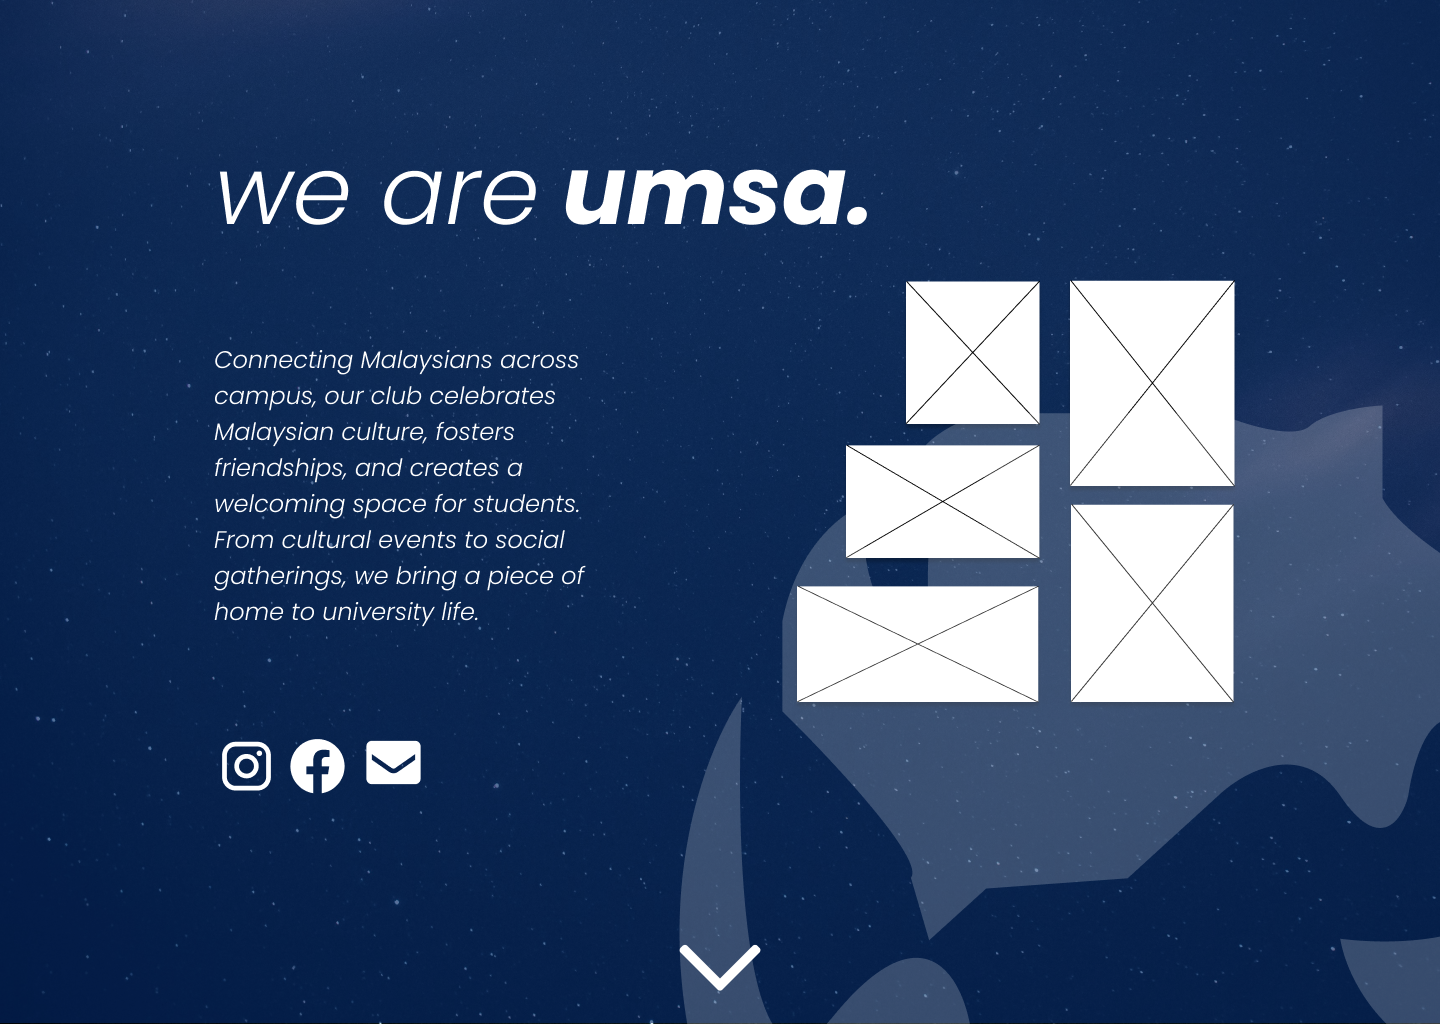 we are umsa.
Connecting Malaysians across
campus, our club celebrates
Malaysian culture, fosters
friendships, and creates a
welcoming space for students.
From cultural events to social
gatherings, we bring a piece of
home to university life.